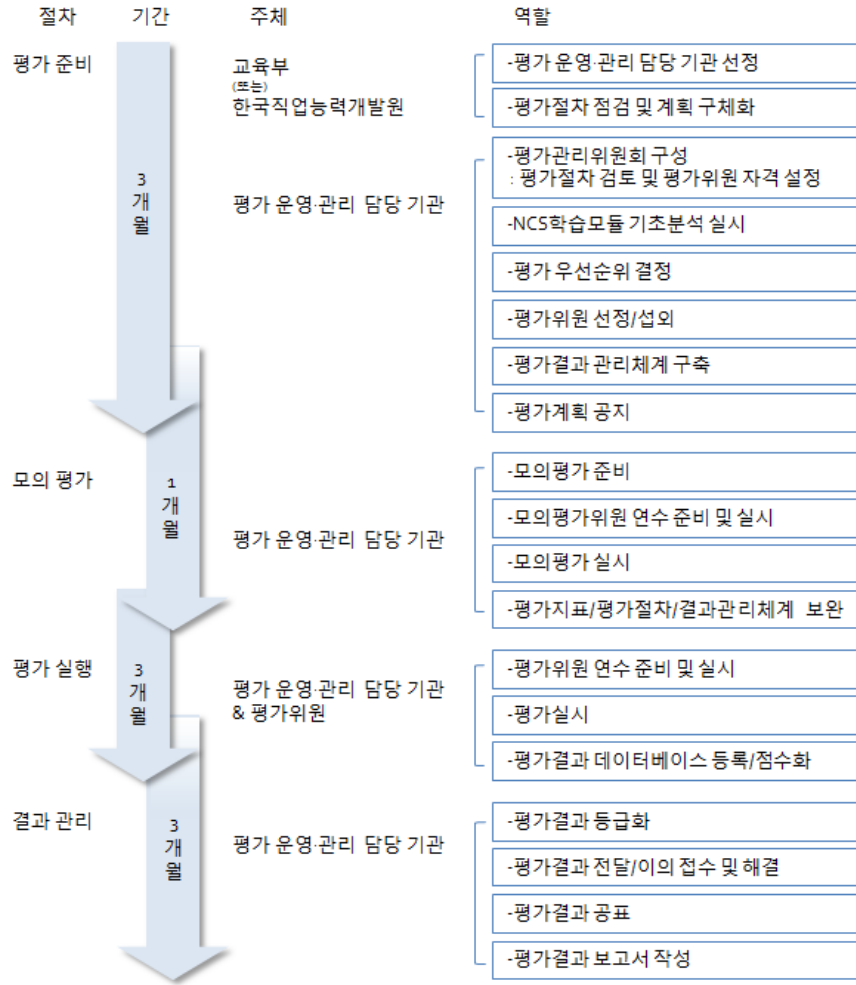 절차 기간 주체 역할
평가 준비
3개월
교육부
(또는)
한국직업능력개발원
-평가 운영·관리 담당 기관 선정
-평가절차 점검 및 계획 구체화
평가 운영·관리 담당 기관
-평가관리위원회 구성
: 평가절차 검토 및 평가위원 자격 설정
-NCS학습모듈 기초분석 실시
-평가 우선순위 결정
-평가위원 선정/섭외
-평가결과 관리체계 구축
-평가계획 공지
모의 평가
1개월
평가 운영·관리 담당 기관
-모의평가 준비
-모의평가위원 연수 준비 및 실시
-모의평가 실시
-평가지표/평가절차/결과관리체계 보완
평가 실행
3개월
평가 운영·관리 담당 기관
& 평가위원
-평가위원 연수 준비 및 실시
-평가실시
-평가결과 데이터베이스 등록/점수화
결과 관리
3개월
평가 운영·관리 담당 기관
-평가결과 등급화
-평가결과 전달/이의 접수 및 해결
-평가결과 공표
-평가결과 보고서 작성